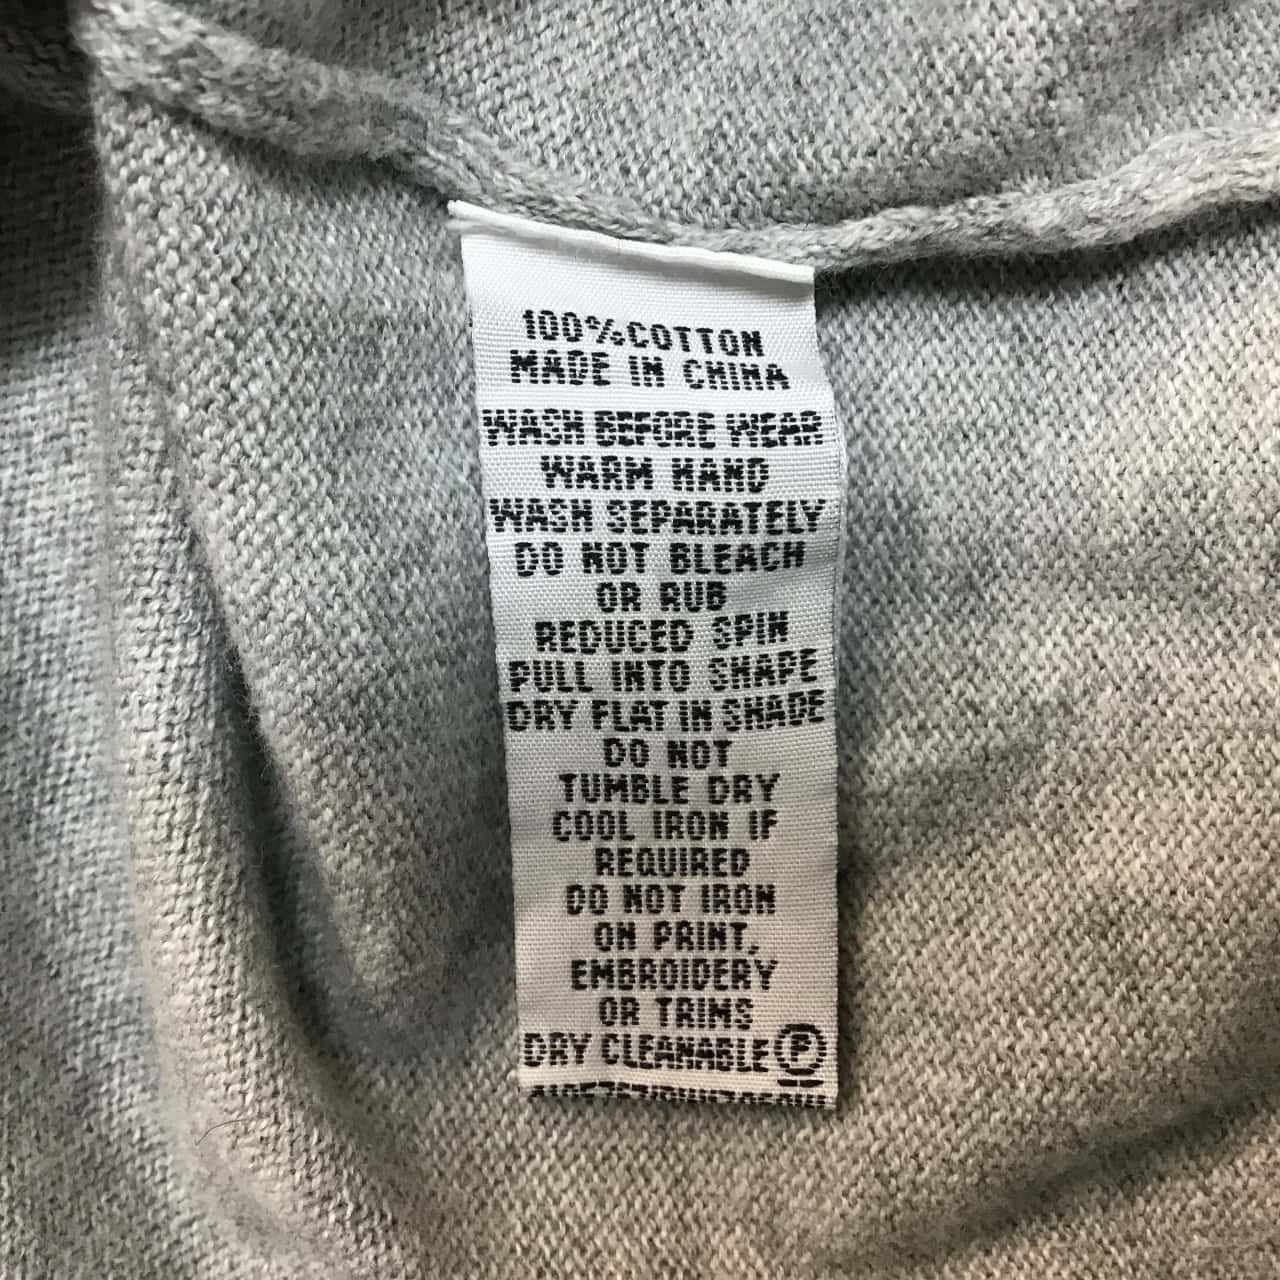 100%COTTON
MADE IN CHINA
WASH BEFORE WEAR
WARM HAND
WASH SEPARATELY
DO NOT BLEACH
OR RUB
REDUCED SPIN
PULL INTO SHAPE
DRY FLAT IN SHADE
DO NOT
TUMBLE DRY
COOL IRON IF
REQUIRED
DO NOT IRON
ON PRINT,
EMBROIDERY
OR TRIMS
DRY CLEANABLE P